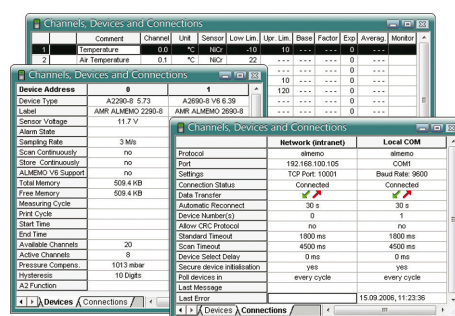 Channels, Devices and Connections
Comment Channel Unit Sensor Low Lim. Upr. Lim. Base Factor Exp Averag. Monitor
1 Temperature 0.0 °C NiCr -10 10 --- --- 0 ---
2 Air Temperature 0.1 °C NiCr 22 --- --- --- 0 ---
--- --- 0 ---
10 --- --- 0 ---
120 --- --- 0 ---
--- --- --- 0 ---
Channels, Devices and Connections
Device Address 0 1
Device Type A2290-8 5.73 A2690-8 V6 6.39
Label AMR ALMEMO 2290-8 AMR ALMEMO 2690-8
Sensor Voltage 11.7 V
Alarm State
Sampling Rate 3 M/s
Scan Continuously no
Store Continuously no
ALMEMO V6 Support no
Total Memory 509.4 KB
Free Memory 509.4 KB
Measuring Cycle
Print Cycle
Start Time
End Time
Available Channels 20
Active Channels 8
Pressure Compens. 1013 mbar
Hysteresis 10 Digits
A2 Function
Devices Connections
Channels, Devices and Connections
Network (intranet) Local COM
Protocol almemo almemo
Port 192.168.100.105 COM1
Settings TCP Port: 10001 Baud Rate: 9600
Connection Status Connected Connected
Data Transfer
Automatic Reconnect 30 s 30 s
Device Number(s) 0 1
Allow CRC Protocol no no
Standard Timeout 1800 ms 1800 ms
Scan Timeout 4500 ms 4500 ms
Device Select Delay 0 ms 0 ms
Secure device initialisation yes yes
Poll devices in every cycle every cycle
Last Message
Last Error 15.09.2006, 11:23:36
Devices Connections